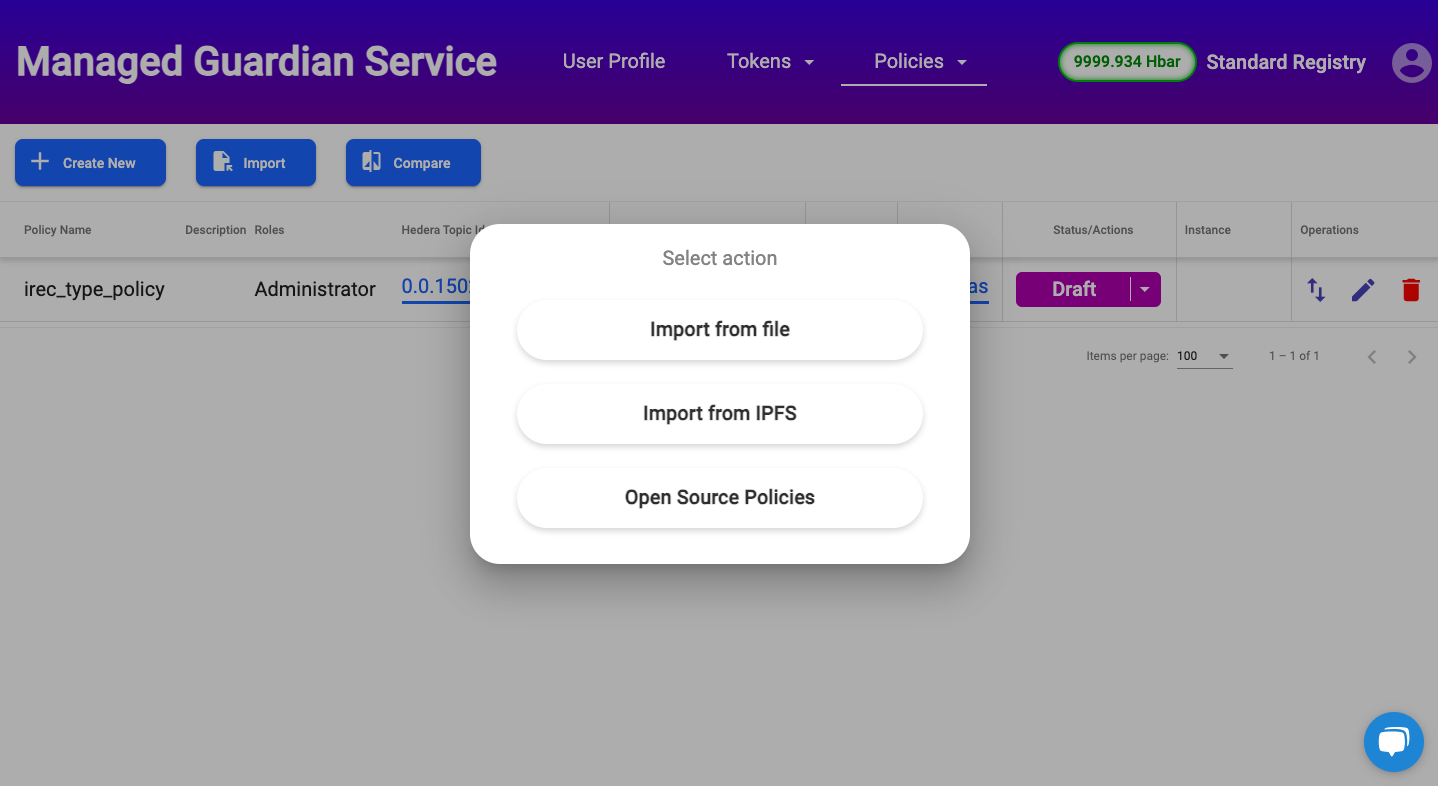 Managed Guardian Service
User Profile
Tokens
Policies
9999.934 Hbar
Standard Registry
Create New
Import
Compare
Policy Name
Description
Roles
Hedera Topic Id
Status/Actions
Instance
Operations
irec_type_policy
Administrator
0.0.150
as
Draft
Items per page: 100
1 – 1 of 1
Select action
Import from file
Import from IPFS
Open Source Policies